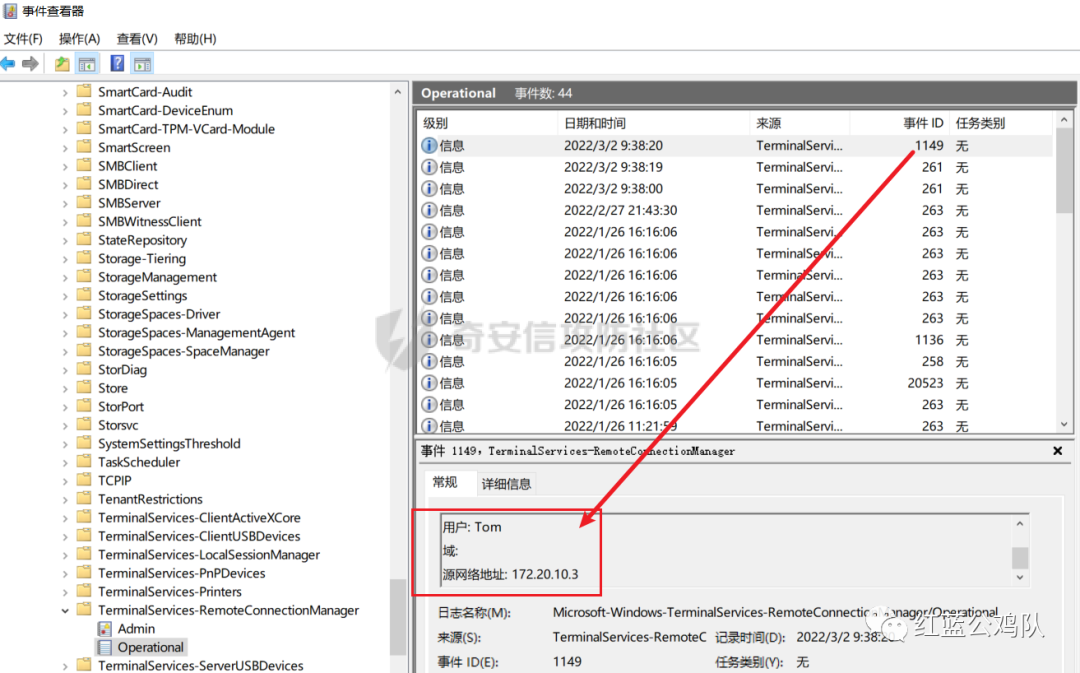 事件查看器
文件(F) 操作(A) 查看(V) 帮助(H)
SmartCard-Audit
SmartCard-DeviceEnum
SmartCard-TPM-VCard-Module
SmartScreen
SMBClient
SMBDirect
SMBServer
SMBWitnessClient
StateRepository
Storage-Tiering
StorageManagement
StorageSettings
StorageSpaces-Driver
StorageSpaces-ManagementAgent
StorageSpaces-SpaceManager
StorDiag
Store
StorPort
Storsvc
SystemSettingsThreshold
TaskScheduler
TCPIP
TenantRestrictions
TerminalServices-ClientActiveXCore
TerminalServices-ClientUSBDevices
TerminalServices-LocalSessionManager
TerminalServices-PnPDevices
TerminalServices-Printers
TerminalServices-RemoteConnectionManager
Admin
Operational
TerminalServices-ServerUSBDevices
Operational 事件数: 44
级别 日期和时间 来源 事件 ID 任务类别
信息 2022/3/2 9:38:20 TerminalServi... 1149 无
信息 2022/3/2 9:38:19 TerminalServi... 261 无
信息 2022/3/2 9:38:00 TerminalServi... 261 无
信息 2022/2/27 21:43:30 TerminalServi... 263 无
信息 2022/1/26 16:16:06 TerminalServi... 263 无
信息 2022/1/26 16:16:06 TerminalServi... 263 无
信息 2022/1/26 16:16:06 TerminalServi... 263 无
信息 2022/1/26 16:16:06 TerminalServi... 263 无
信息 2022/1/26 16:16:06 TerminalServi... 263 无
信息 2022/1/26 16:16:06 TerminalServi... 1136 无
信息 2022/1/26 16:16:05 TerminalServi... 258 无
信息 2022/1/26 16:16:05 TerminalServi... 20523 无
信息 2022/1/26 16:16:05 TerminalServi... 263 无
信息 2022/1/26 11:21:59 TerminalServi... 263 无
奇安信攻防社区
事件 1149，TerminalServices-RemoteConnectionManager
常规 详细信息
用户: Tom
域:
源网络地址: 172.20.10.3
日志名称(M): Microsoft-Windows-TerminalServices-RemoteConnectionManager/Operational
来源(S): TerminalServices-RemoteC 记录时间(D): 2022/3/2 9:38:20
事件 ID(E): 1149 任务类别(Y): 无
红蓝公鸡队